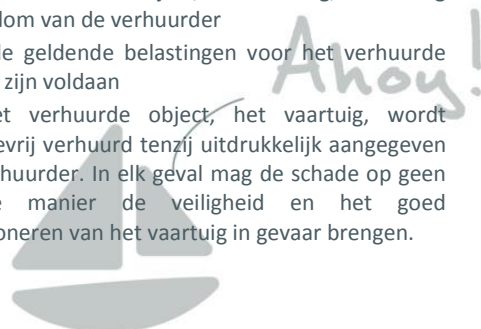 dom van de verhuurder
le geldende belastingen voor het verhuurde
zijn voldaan
Ahoy!
et verhuurde object, het vaartuig, wordt
evrij verhuurd tenzij uitdrukkelijk aangegeven
huurder. In elk geval mag de schade op geen
e manier de veiligheid en het goed
oneren van het vaartuig in gevaar brengen.